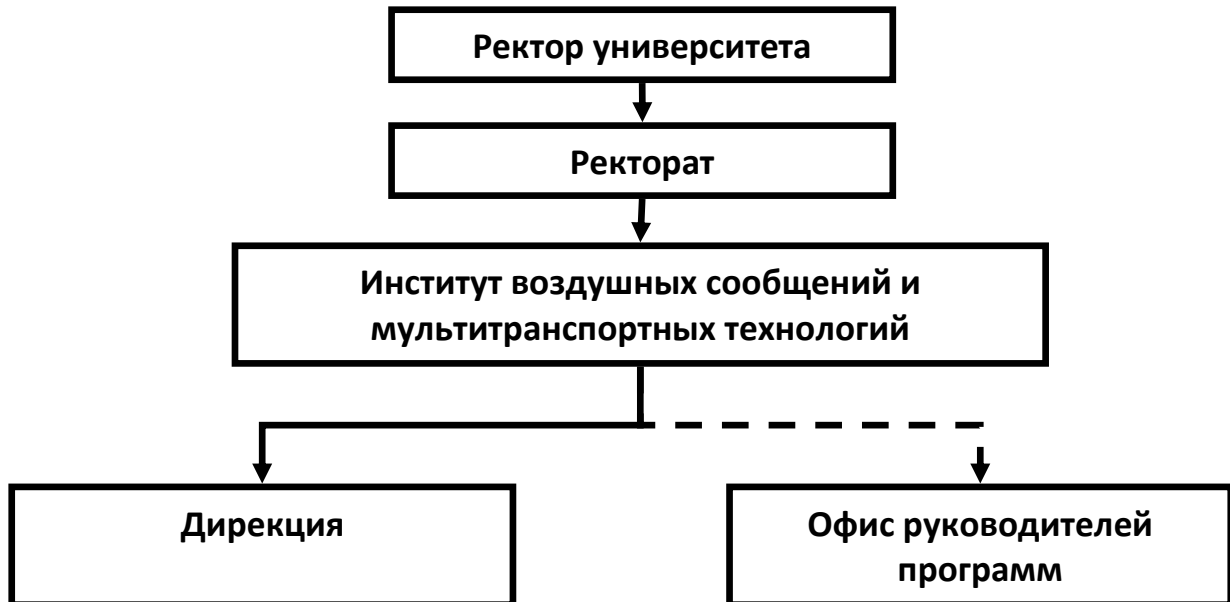 Ректор университета
Ректорат
Институт воздушных сообщений и
мультитранспортных технологий
Дирекция
Офис руководителей
программ